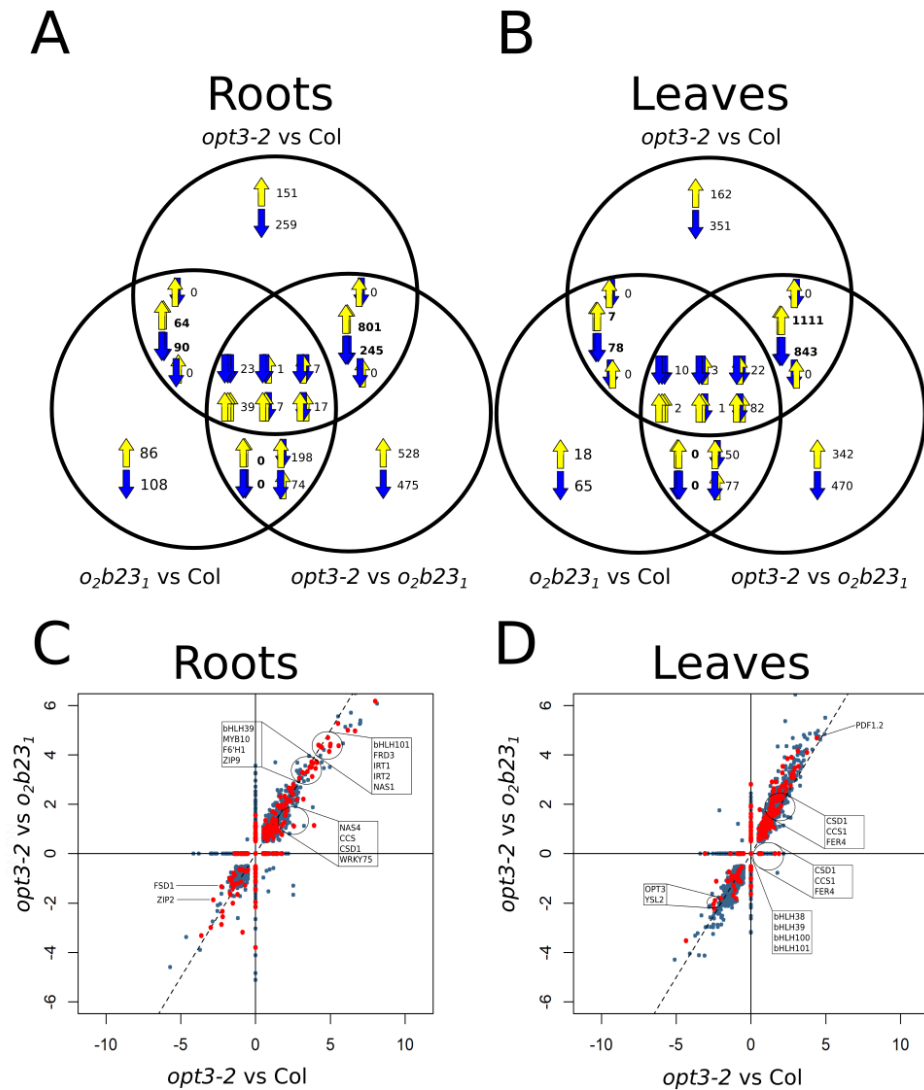 A
B
Roots
Leaves
opt3-2 vs Col
opt3-2 vs Col
151
259
162
351
0
0
0
0
64
801
7
1111
90
245
78
843
0
0
0
0
23 1 7
10 3 22
39 7 17
2 1 82
86
0 198
528
18
0 50
342
108
0 74
475
65
0 77
470
o2b231 vs Col
opt3-2 vs o2b231
o2b231 vs Col
opt3-2 vs o2b231
C
D
Roots
Leaves
opt3-2 vs o2b231
6
4
2
0
-2
-4
-6
bHLH39
MYB10
F6'H1
ZIP9
bHLH101
FRD3
IRT1
IRT2
NAS1
NAS4
CCS
CSD1
WRKY75
FSD1
ZIP2
-10 -5 0 5 10
opt3-2 vs Col
opt3-2 vs o2b231
6
4
2
0
-2
-4
-6
PDF1.2
CSD1
CCS1
FER4
CSD1
CCS1
FER4
OPT3
YSL2
bHLH38
bHLH39
bHLH100
bHLH101
-10 -5 0 5 10
opt3-2 vs Col